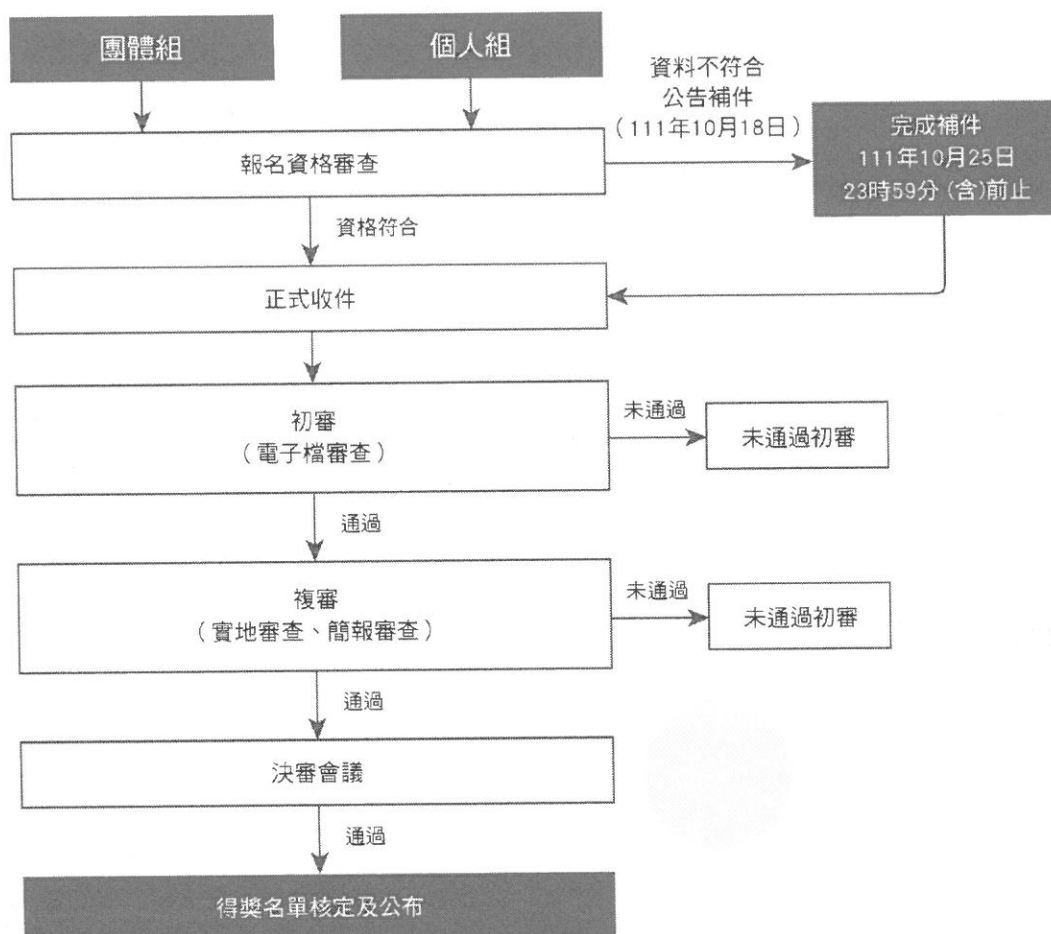 團體組
個人組
資料不符合
公告補件
(111年10月18日)
報名資格審查
完成補件
111年10月25日
23時59分(含)前止
資格符合
正式收件
初審
(電子檔審查)
未通過
未通過初審
通過
複審
(實地審查、簡報審查)
未通過
未通過初審
通過
決審會議
通過
得獎名單核定及公布